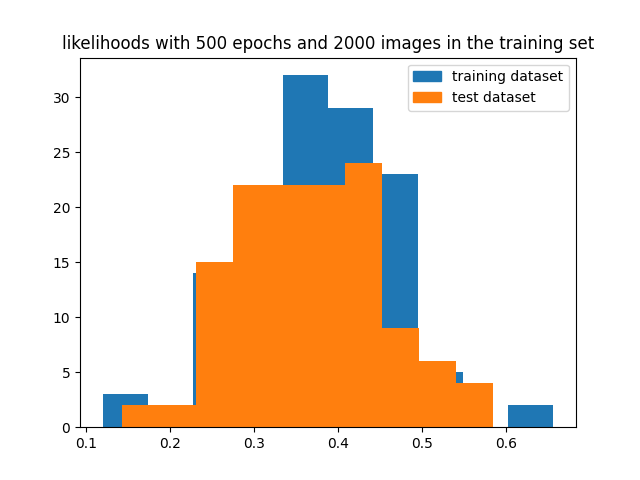 likelihoods with 500 epochs and 2000 images in the training set
training dataset
test dataset
30
25
20
15
10
5
0
0.1 0.2 0.3 0.4 0.5 0.6